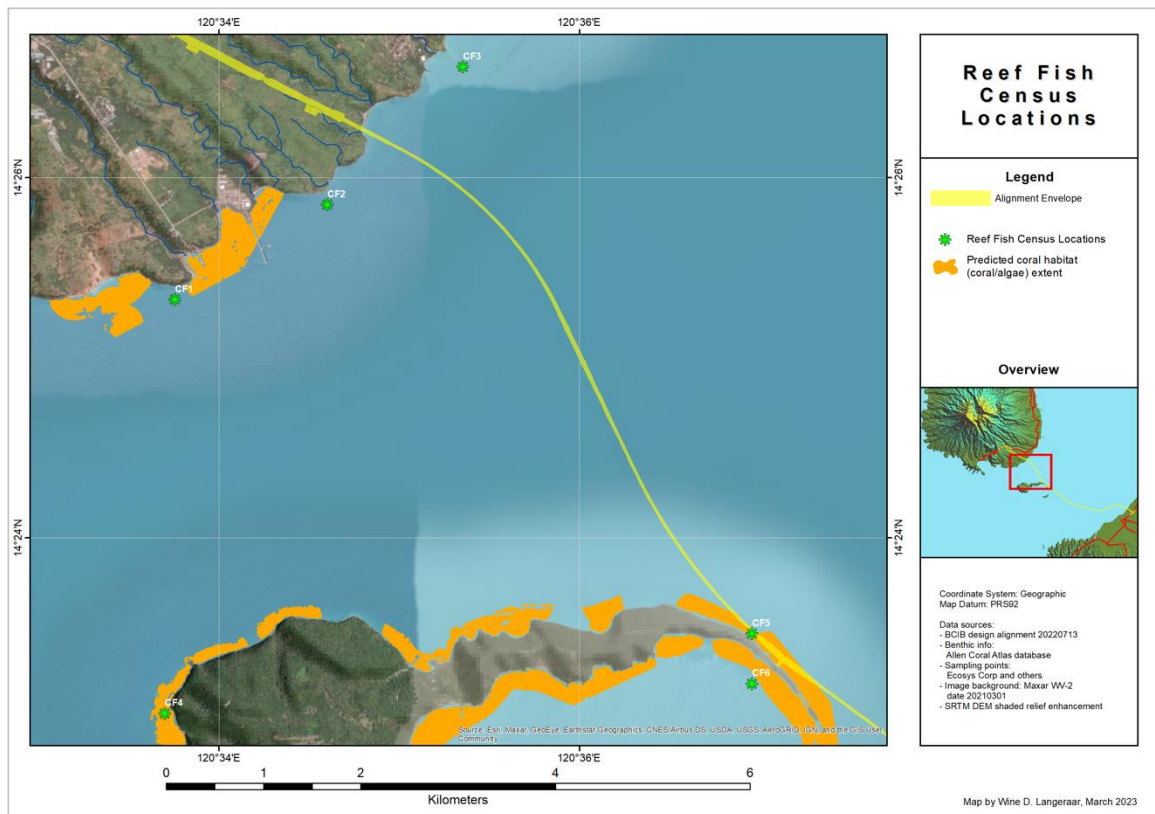 120°34'E 120°36'E
CF3
14°26'N 14°26'N
CF2
CF1
14°24'N 14°24'N
CF5
CF6
CF4
Source: Esri, Maxar, GeoEye, Earthstar Geographics, CNES/Airbus DS, USDA, USGS, AeroGRID, IGN, and the GIS User
Community
120°34'E 120°36'E
0 1 2 4 6
Kilometers
Reef Fish
Census
Locations
Legend
Alignment Envelope
Reef Fish Census Locations
Predicted coral habitat
(coral/algae) extent
Overview
Coordinate System: Geographic
Map Datum: PRS92
Data sources:
- BCIB design alignment 20220713
- Benthic info:
Allen Coral Atlas database
- Sampling points:
Ecosys Corp and others
- Image background: Maxar WV-2
date 20210301
- SRTM DEM shaded relief enhancement
Map by Wine D. Langeraar, March 2023